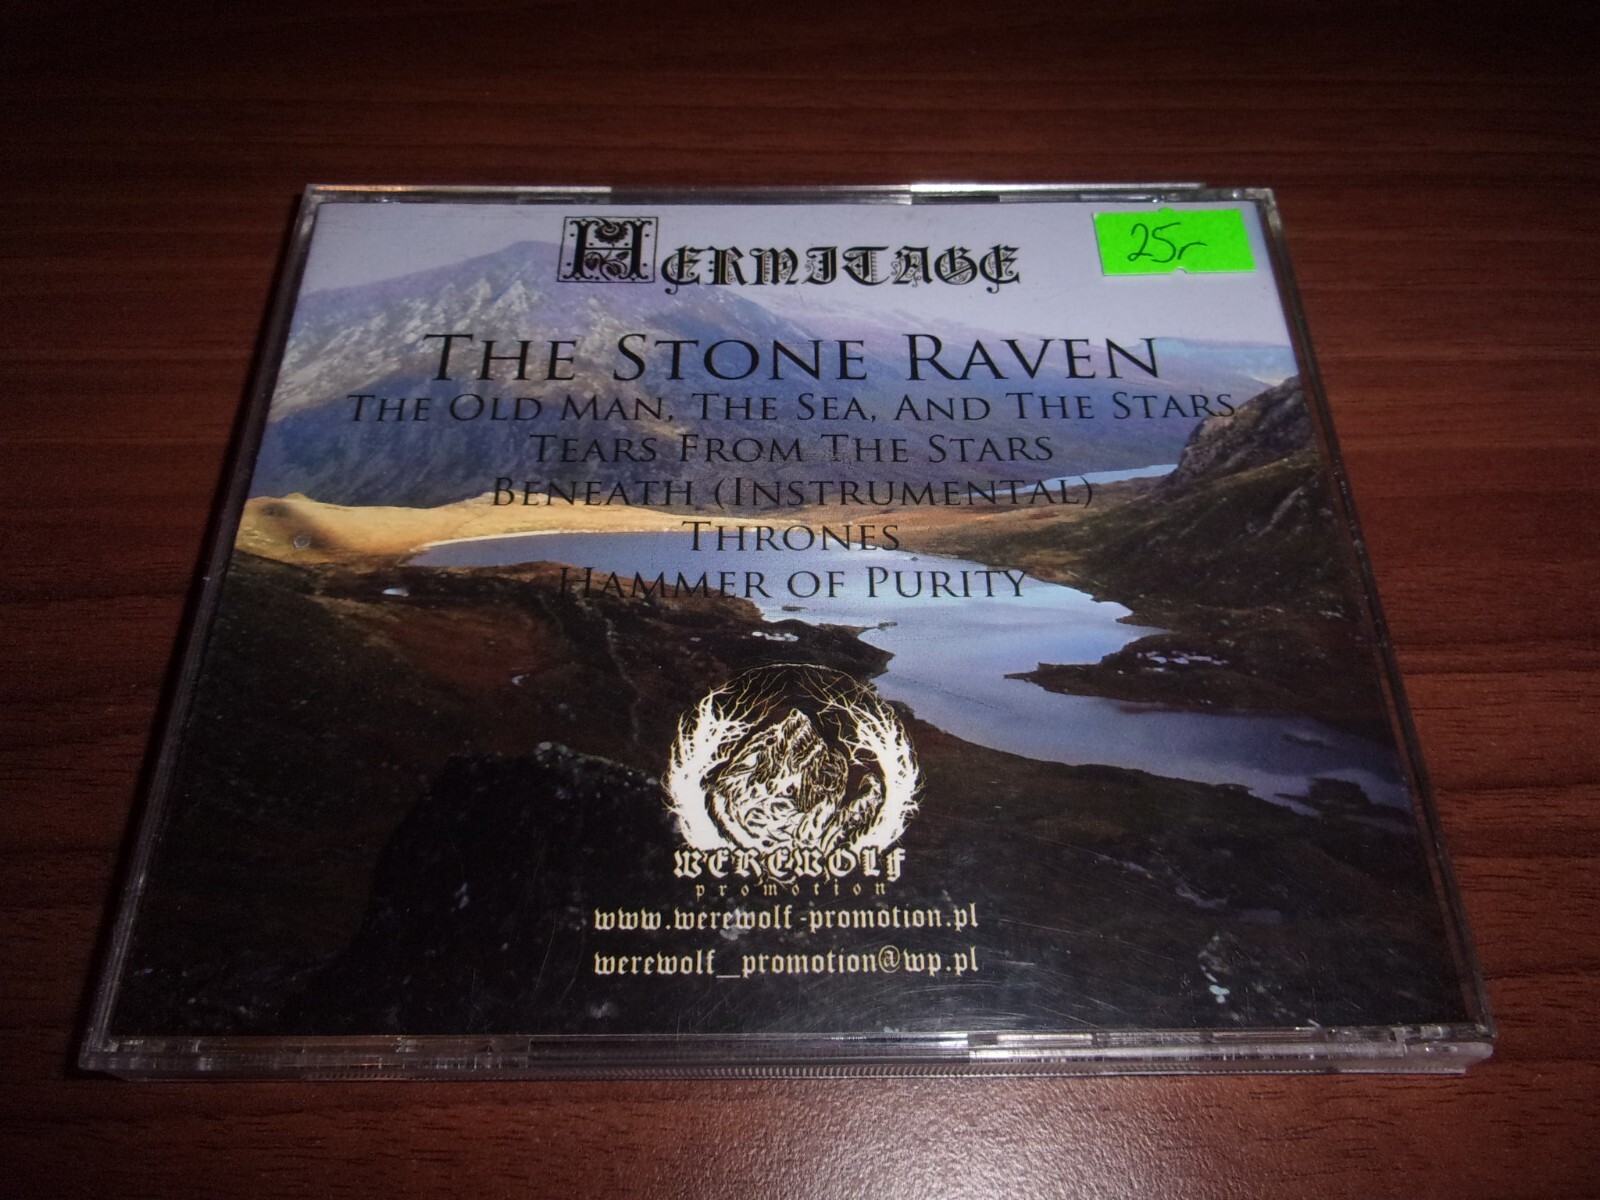 HERMITAGE
25,-
THE STONE RAVEN
THE OLD MAN, THE SEA, AND THE STARS
TEARS FROM THE STARS
BENEATH (INSTRUMENTAL)
THRONES
HAMMER OF PURITY
WEREWOLF
promotion
www.werewolf-promotion.pl
werewolf_promotion@wp.pl